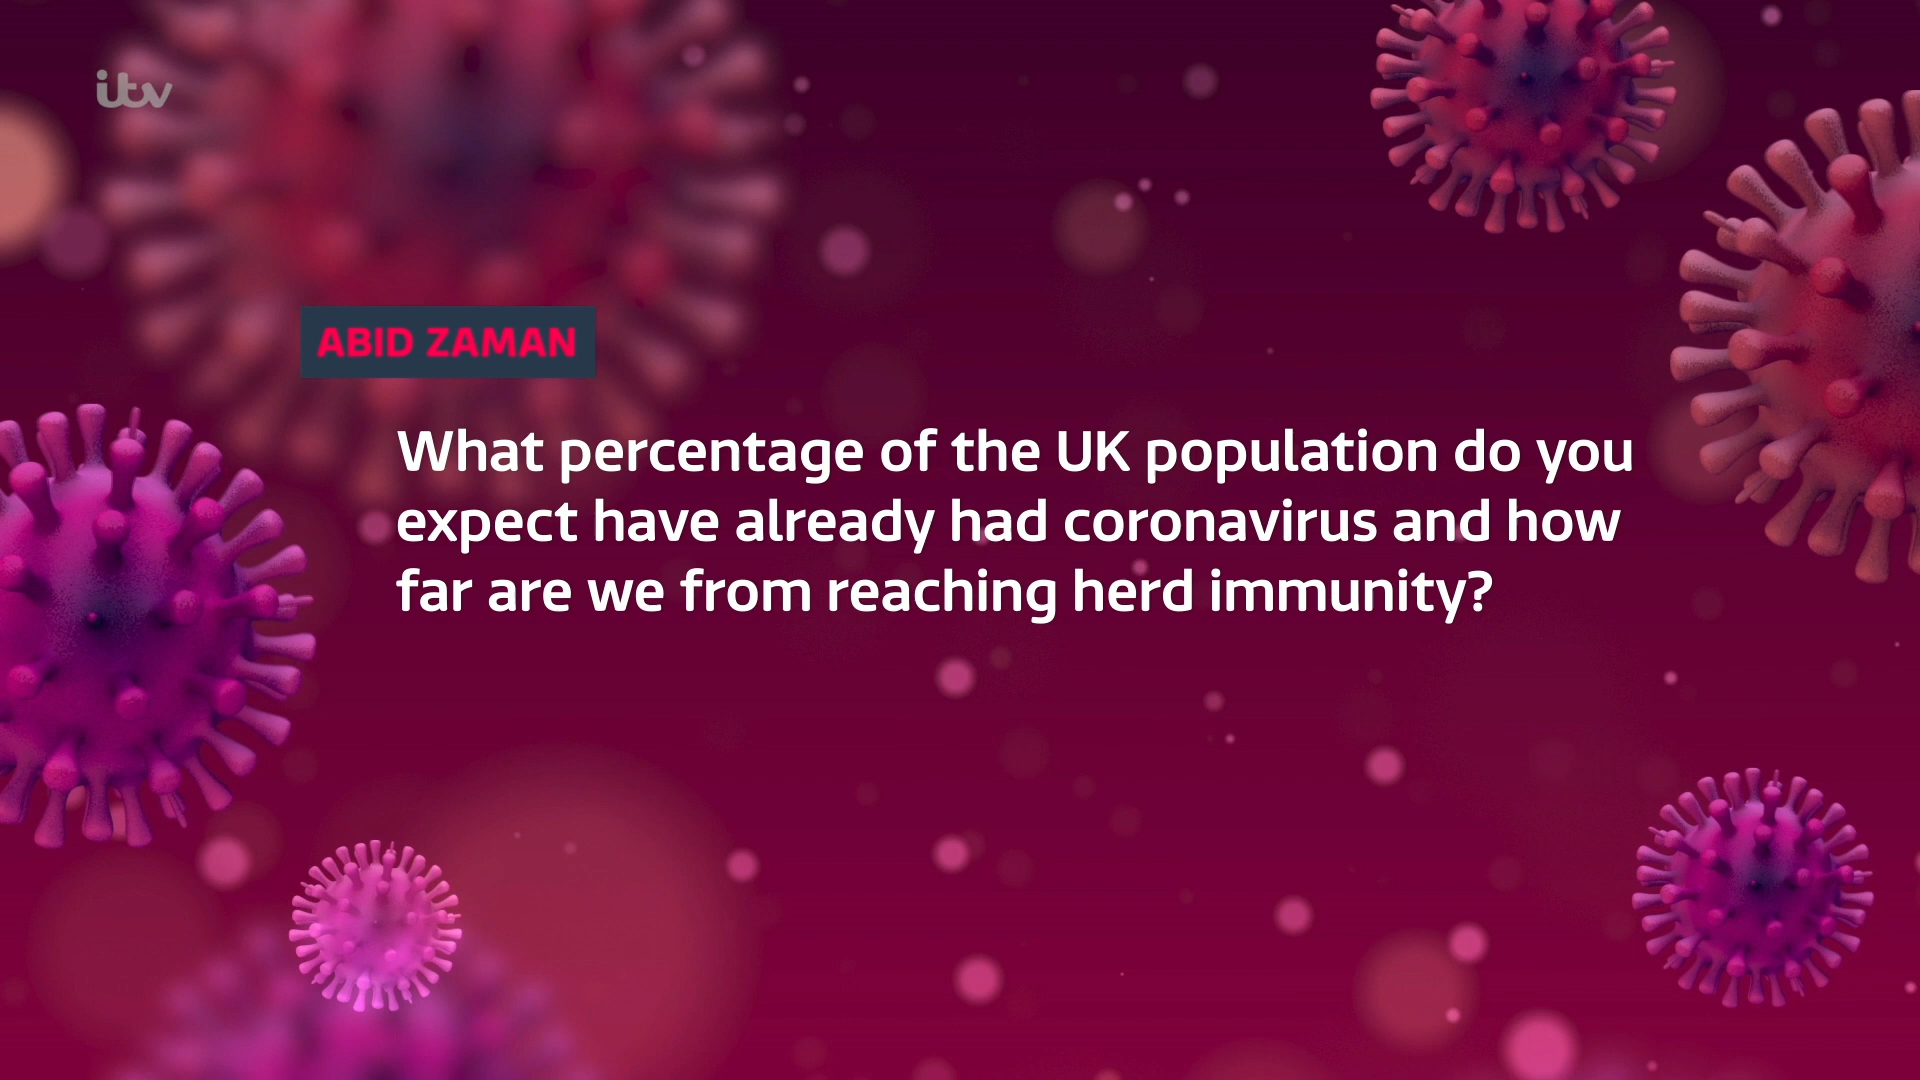 itv
ABID ZAMAN
What percentage of the UK population do you
expect have already had coronavirus and how
far are we from reaching herd immunity?